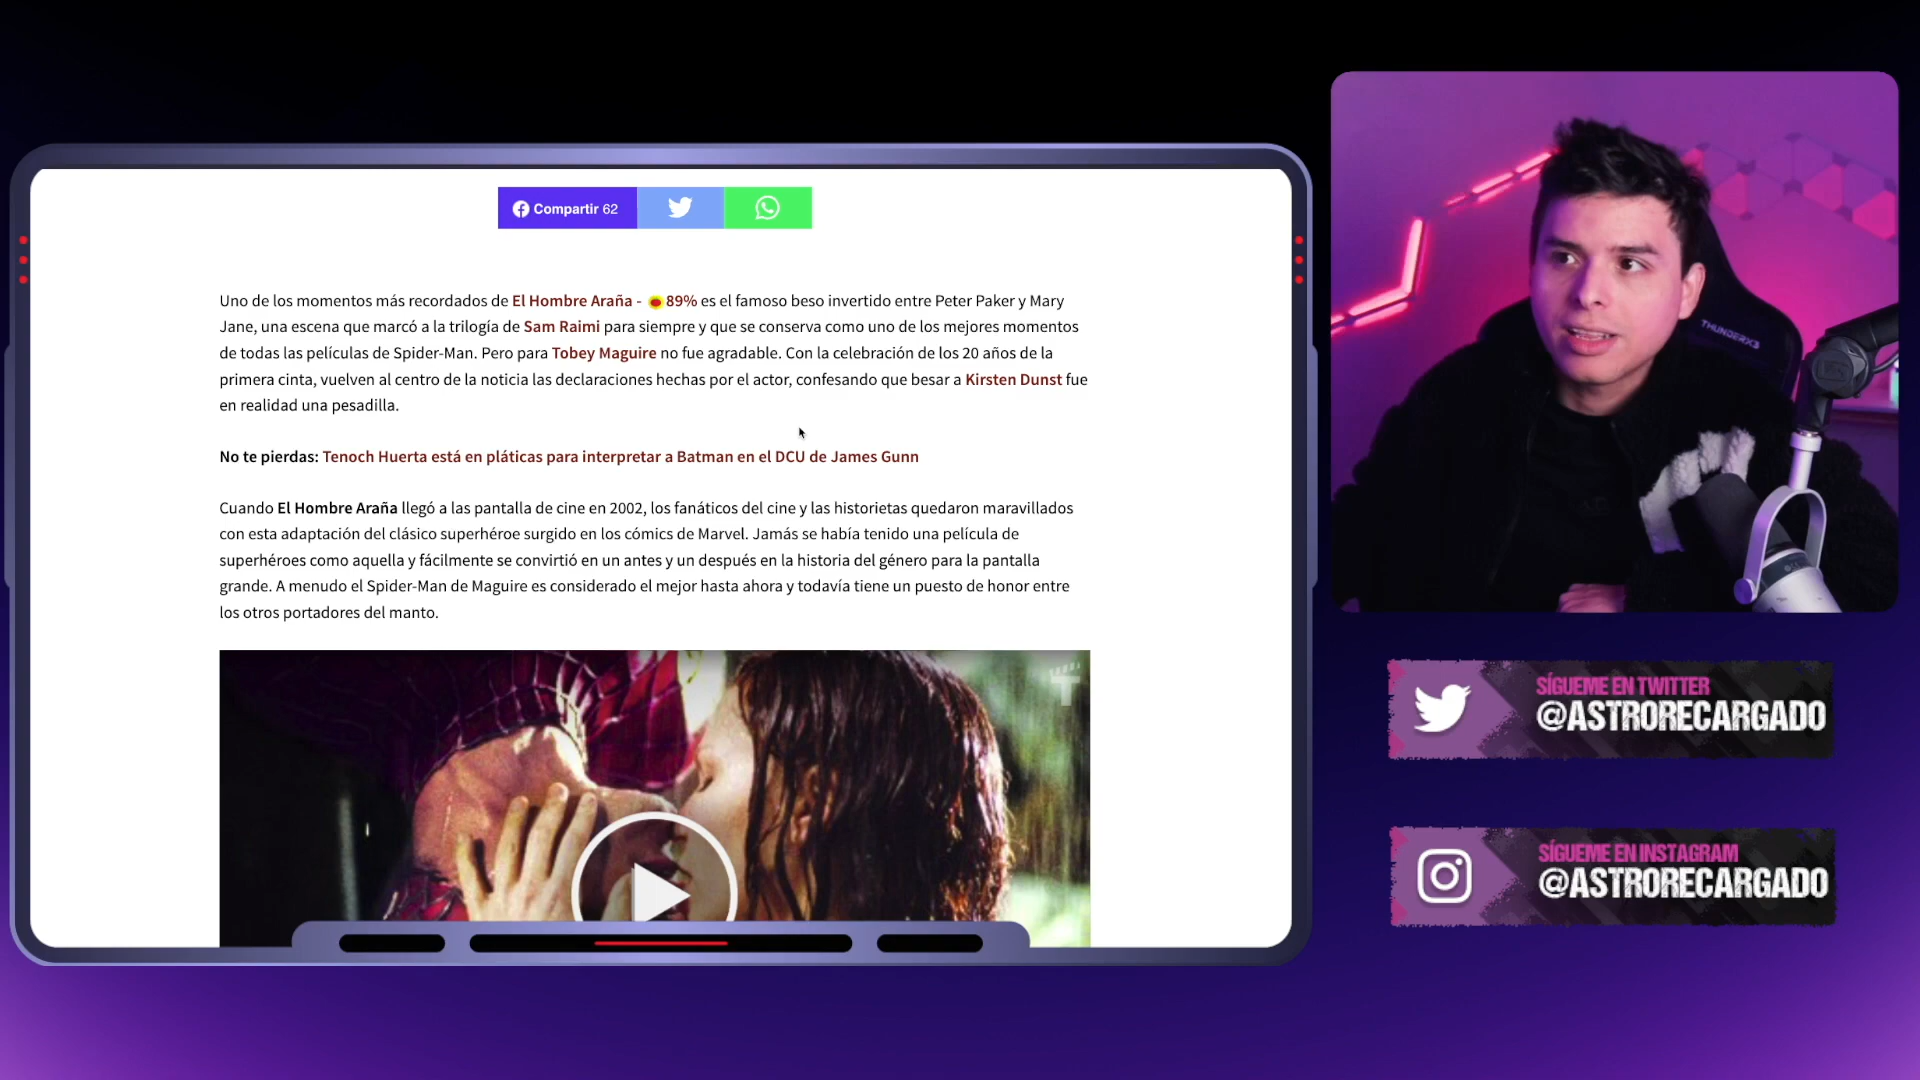 Compartir 62
Uno de los momentos más recordados de El Hombre Araña - 89% es el famoso beso invertido entre Peter Paker y Mary
Jane, una escena que marcó a la trilogía de Sam Raimi para siempre y que se conserva como uno de los mejores momentos
de todas las películas de Spider-Man. Pero para Tobey Maguire no fue agradable. Con la celebración de los 20 años de la
primera cinta, vuelven al centro de la noticia las declaraciones hechas por el actor, confesando que besar a Kirsten Dunst fue
en realidad una pesadilla.
No te pierdas: Tenoch Huerta está en pláticas para interpretar a Batman en el DCU de James Gunn
Cuando El Hombre Araña llegó a las pantalla de cine en 2002, los fanáticos del cine y las historietas quedaron maravillados
con esta adaptación del clásico superhéroe surgido en los cómics de Marvel. Jamás se había tenido una película de
superhéroes como aquella y fácilmente se convirtió en un antes y un después en la historia del género para la pantalla
grande. A menudo el Spider-Man de Maguire es considerado el mejor hasta ahora y todavía tiene un puesto de honor entre
los otros portadores del manto.
THUNDERX3
SÍGUEME EN TWITTER
@ASTRORECARGADO
SÍGUEME EN INSTAGRAM
@ASTRORECARGADO